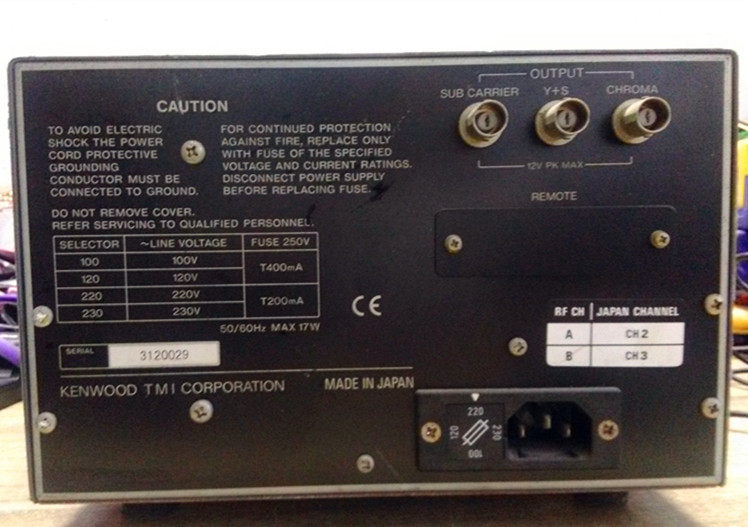 CAUTION
TO AVOID ELECTRIC
SHOCK THE POWER
CORD PROTECTIVE
GROUNDING
CONDUCTOR MUST BE
CONNECTED TO GROUND.
FOR CONTINUED PROTECTION
AGAINST FIRE, REPLACE ONLY
WITH FUSE OF THE SPECIFIED
VOLTAGE AND CURRENT RATINGS.
DISCONNECT POWER SUPPLY
BEFORE REPLACING FUSE.
DO NOT REMOVE COVER.
REFER SERVICING TO QUALIFIED PERSONNEL.
SELECTOR ~LINE VOLTAGE FUSE 250V
100 100V T400mA
120 120V
220 220V T200mA
230 230V
50/60Hz MAX 17W
SERIAL 3120029
KENWOOD TMI CORPORATION
MADE IN JAPAN
CE
OUTPUT
SUB CARRIER Y+S CHROMA
12V PK MAX
REMOTE
RF CH JAPAN CHANNEL
A CH 2
B CH 3
220
120
230
100